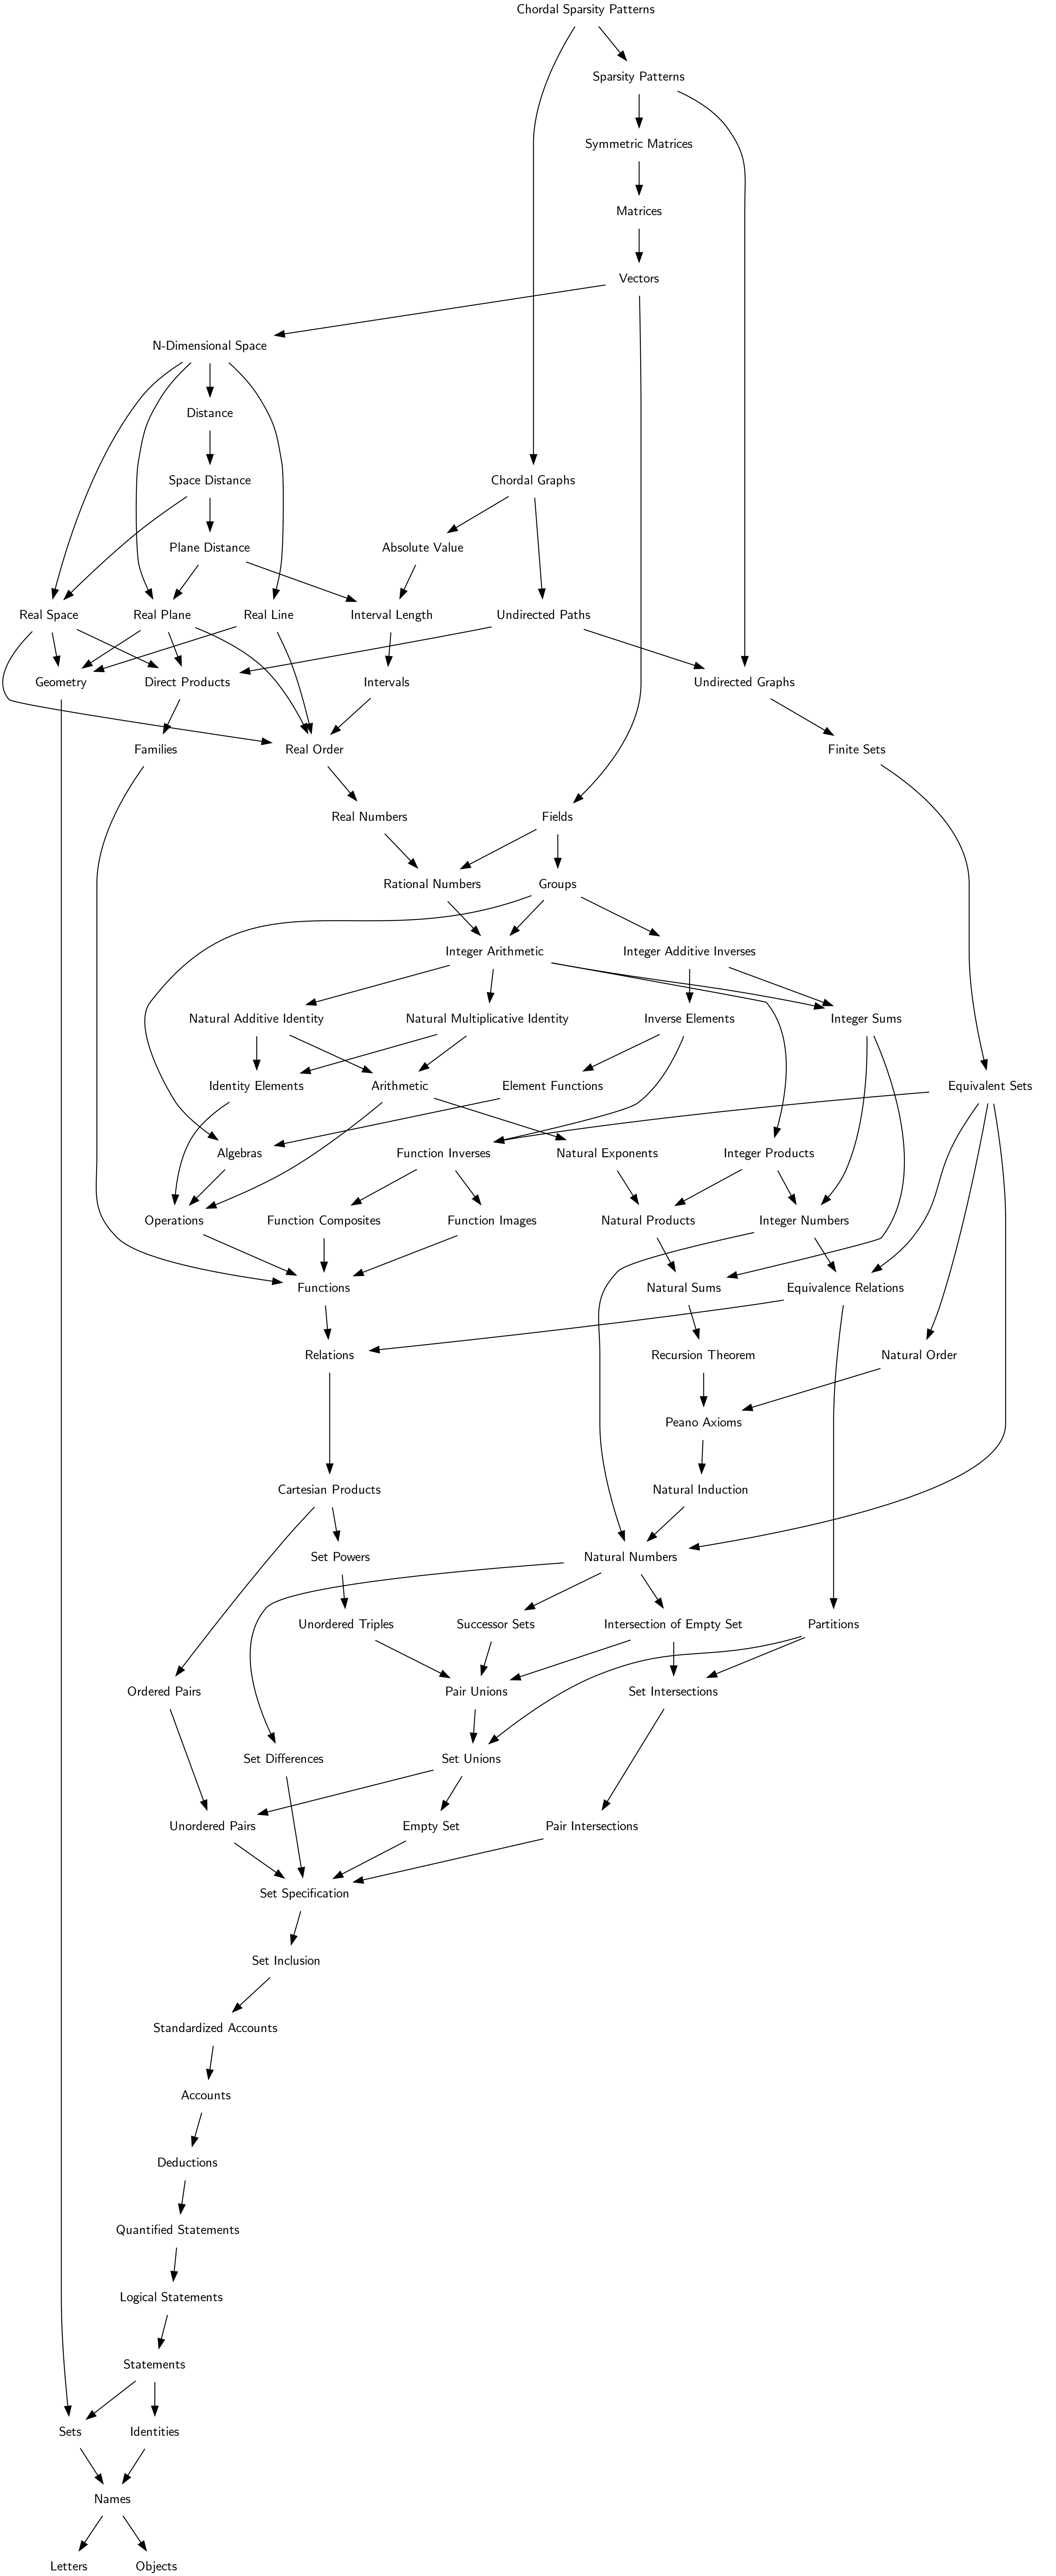 Chordal Sparsity Patterns
Sparsity Patterns
Symmetric Matrices
Matrices
Vectors
N-Dimensional Space
Distance
Space Distance
Chordal Graphs
Plane Distance
Absolute Value
Real Space
Real Plane
Real Line
Interval Length
Undirected Paths
Geometry
Direct Products
Intervals
Undirected Graphs
Families
Real Order
Finite Sets
Real Numbers
Fields
Rational Numbers
Groups
Integer Arithmetic
Integer Additive Inverses
Natural Additive Identity
Natural Multiplicative Identity
Inverse Elements
Integer Sums
Identity Elements
Arithmetic
Element Functions
Equivalent Sets
Algebras
Function Inverses
Natural Exponents
Integer Products
Operations
Function Composites
Function Images
Natural Products
Integer Numbers
Functions
Natural Sums
Equivalence Relations
Relations
Recursion Theorem
Natural Order
Peano Axioms
Cartesian Products
Natural Induction
Set Powers
Natural Numbers
Unordered Triples
Successor Sets
Intersection of Empty Set
Partitions
Ordered Pairs
Pair Unions
Set Intersections
Set Differences
Set Unions
Unordered Pairs
Empty Set
Pair Intersections
Set Specification
Set Inclusion
Standardized Accounts
Accounts
Deductions
Quantified Statements
Logical Statements
Statements
Sets
Identities
Names
Letters
Objects